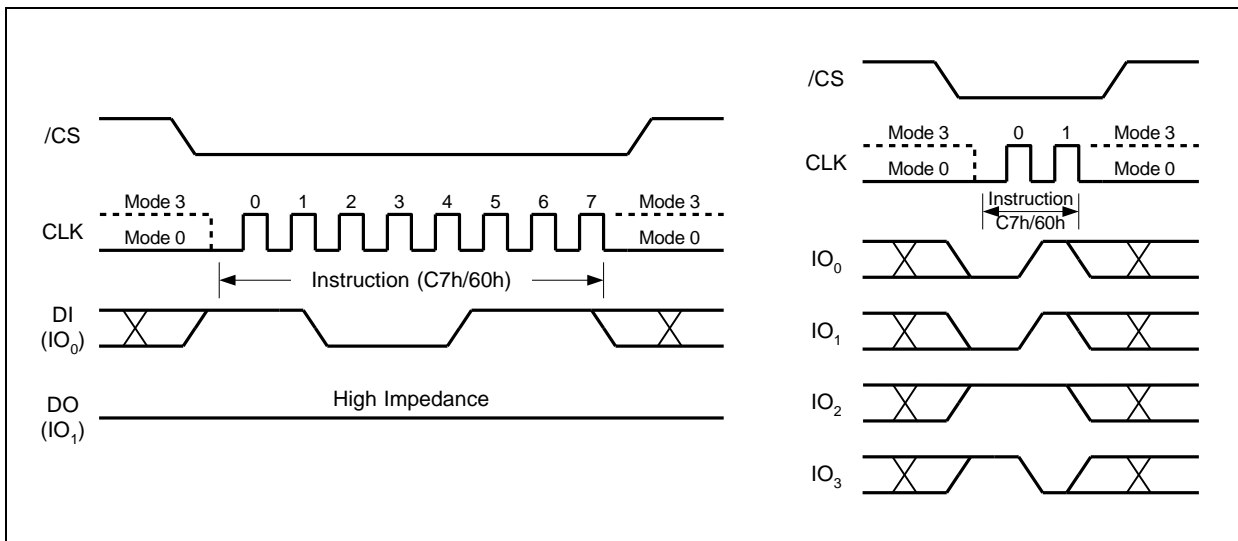 /CS
Mode 3 0 1 2 3 4 5 6 7 Mode 3
CLK Mode 0 Mode 0
Instruction (C7h/60h)
DI
(IO0)
High Impedance
DO
(IO1)
/CS
Mode 3 0 1 Mode 3
CLK Mode 0 Mode 0
Instruction
C7h/60h
IO0
IO1
IO2
IO3